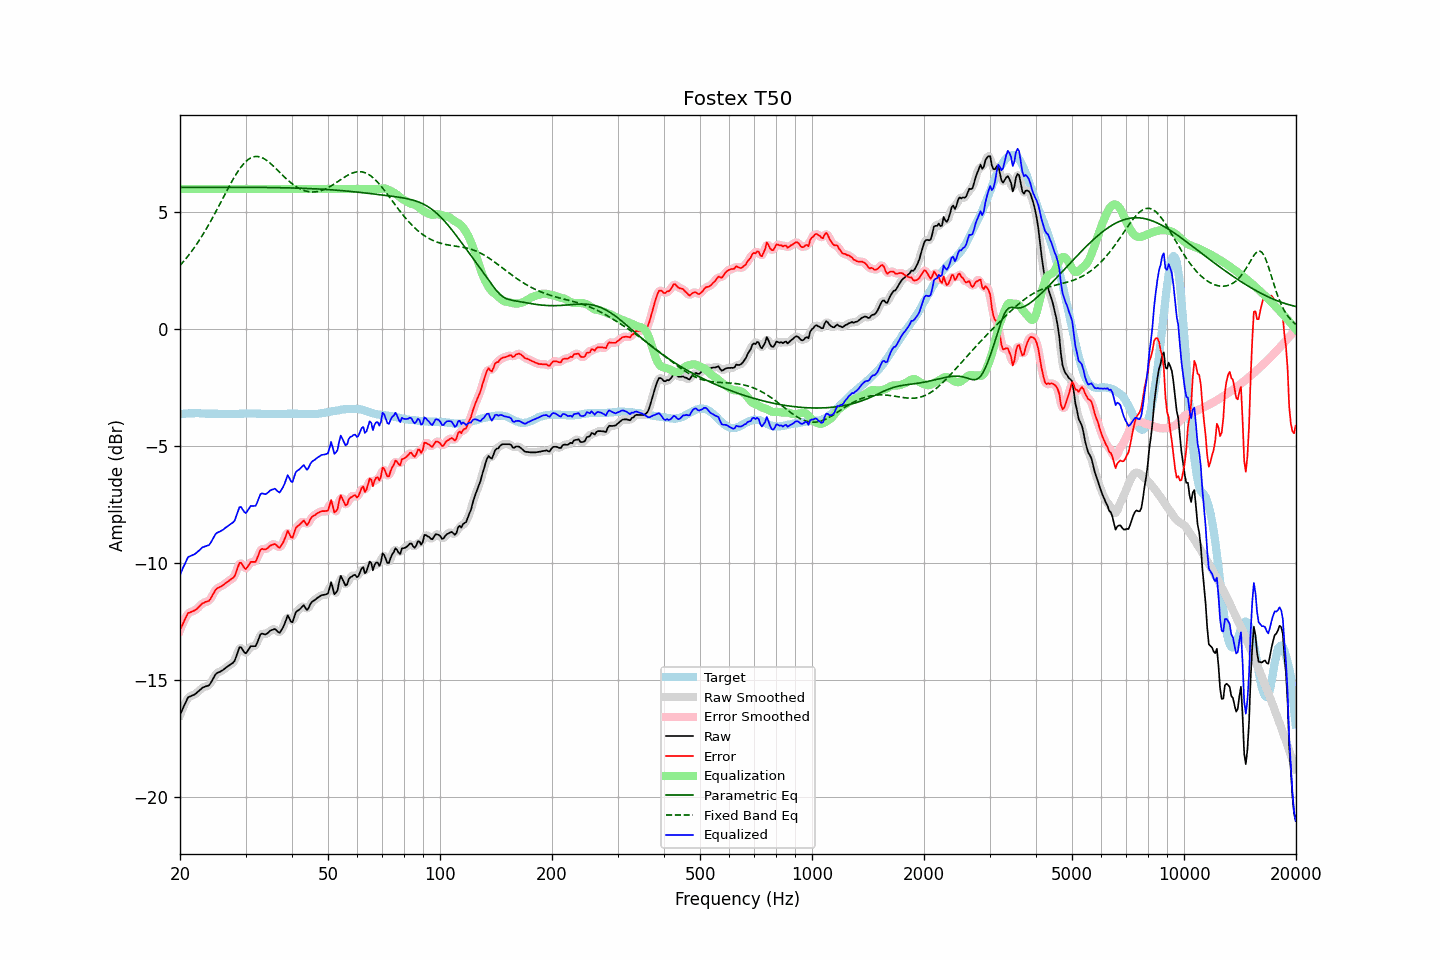 Fostex T50
Amplitude (dBr)
5
0
−5
−10
−15
−20
Target
Raw Smoothed
Error Smoothed
Raw
Error
Equalization
Parametric Eq
Fixed Band Eq
Equalized
20 50 100 200 500 1000 2000 5000 10000 20000
Frequency (Hz)